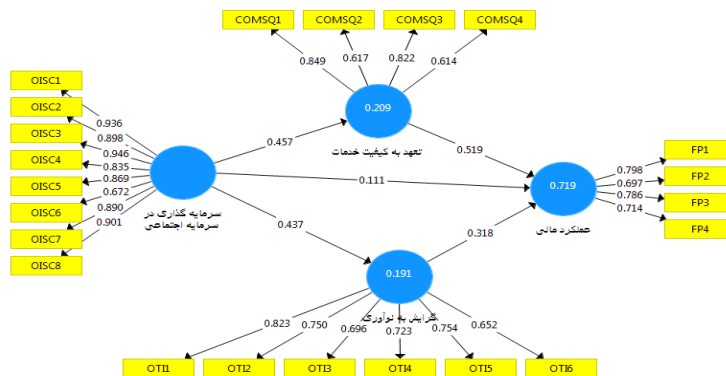 COMSQ1 COMSQ2 COMSQ3 COMSQ4
0.849 0.617 0.822 0.614
0.209
تعهد به کیفیت خدمات
OISC1
OISC2
OISC3
OISC4
OISC5
OISC6
OISC7
OISC8
0.936
0.898
0.946
0.835
0.869
0.672
0.890
0.901
سرمایه گذاری در
سرمایه اجتماعی
0.457
0.519
0.111
0.437
0.318
0.719
عملکرد مالی
0.798
0.697
0.786
0.714
FP1
FP2
FP3
FP4
0.191
گرایش به نوآوری
0.823 0.750 0.696 0.723 0.754 0.652
OTI1 OTI2 OTI3 OTI4 OTI5 OTI6